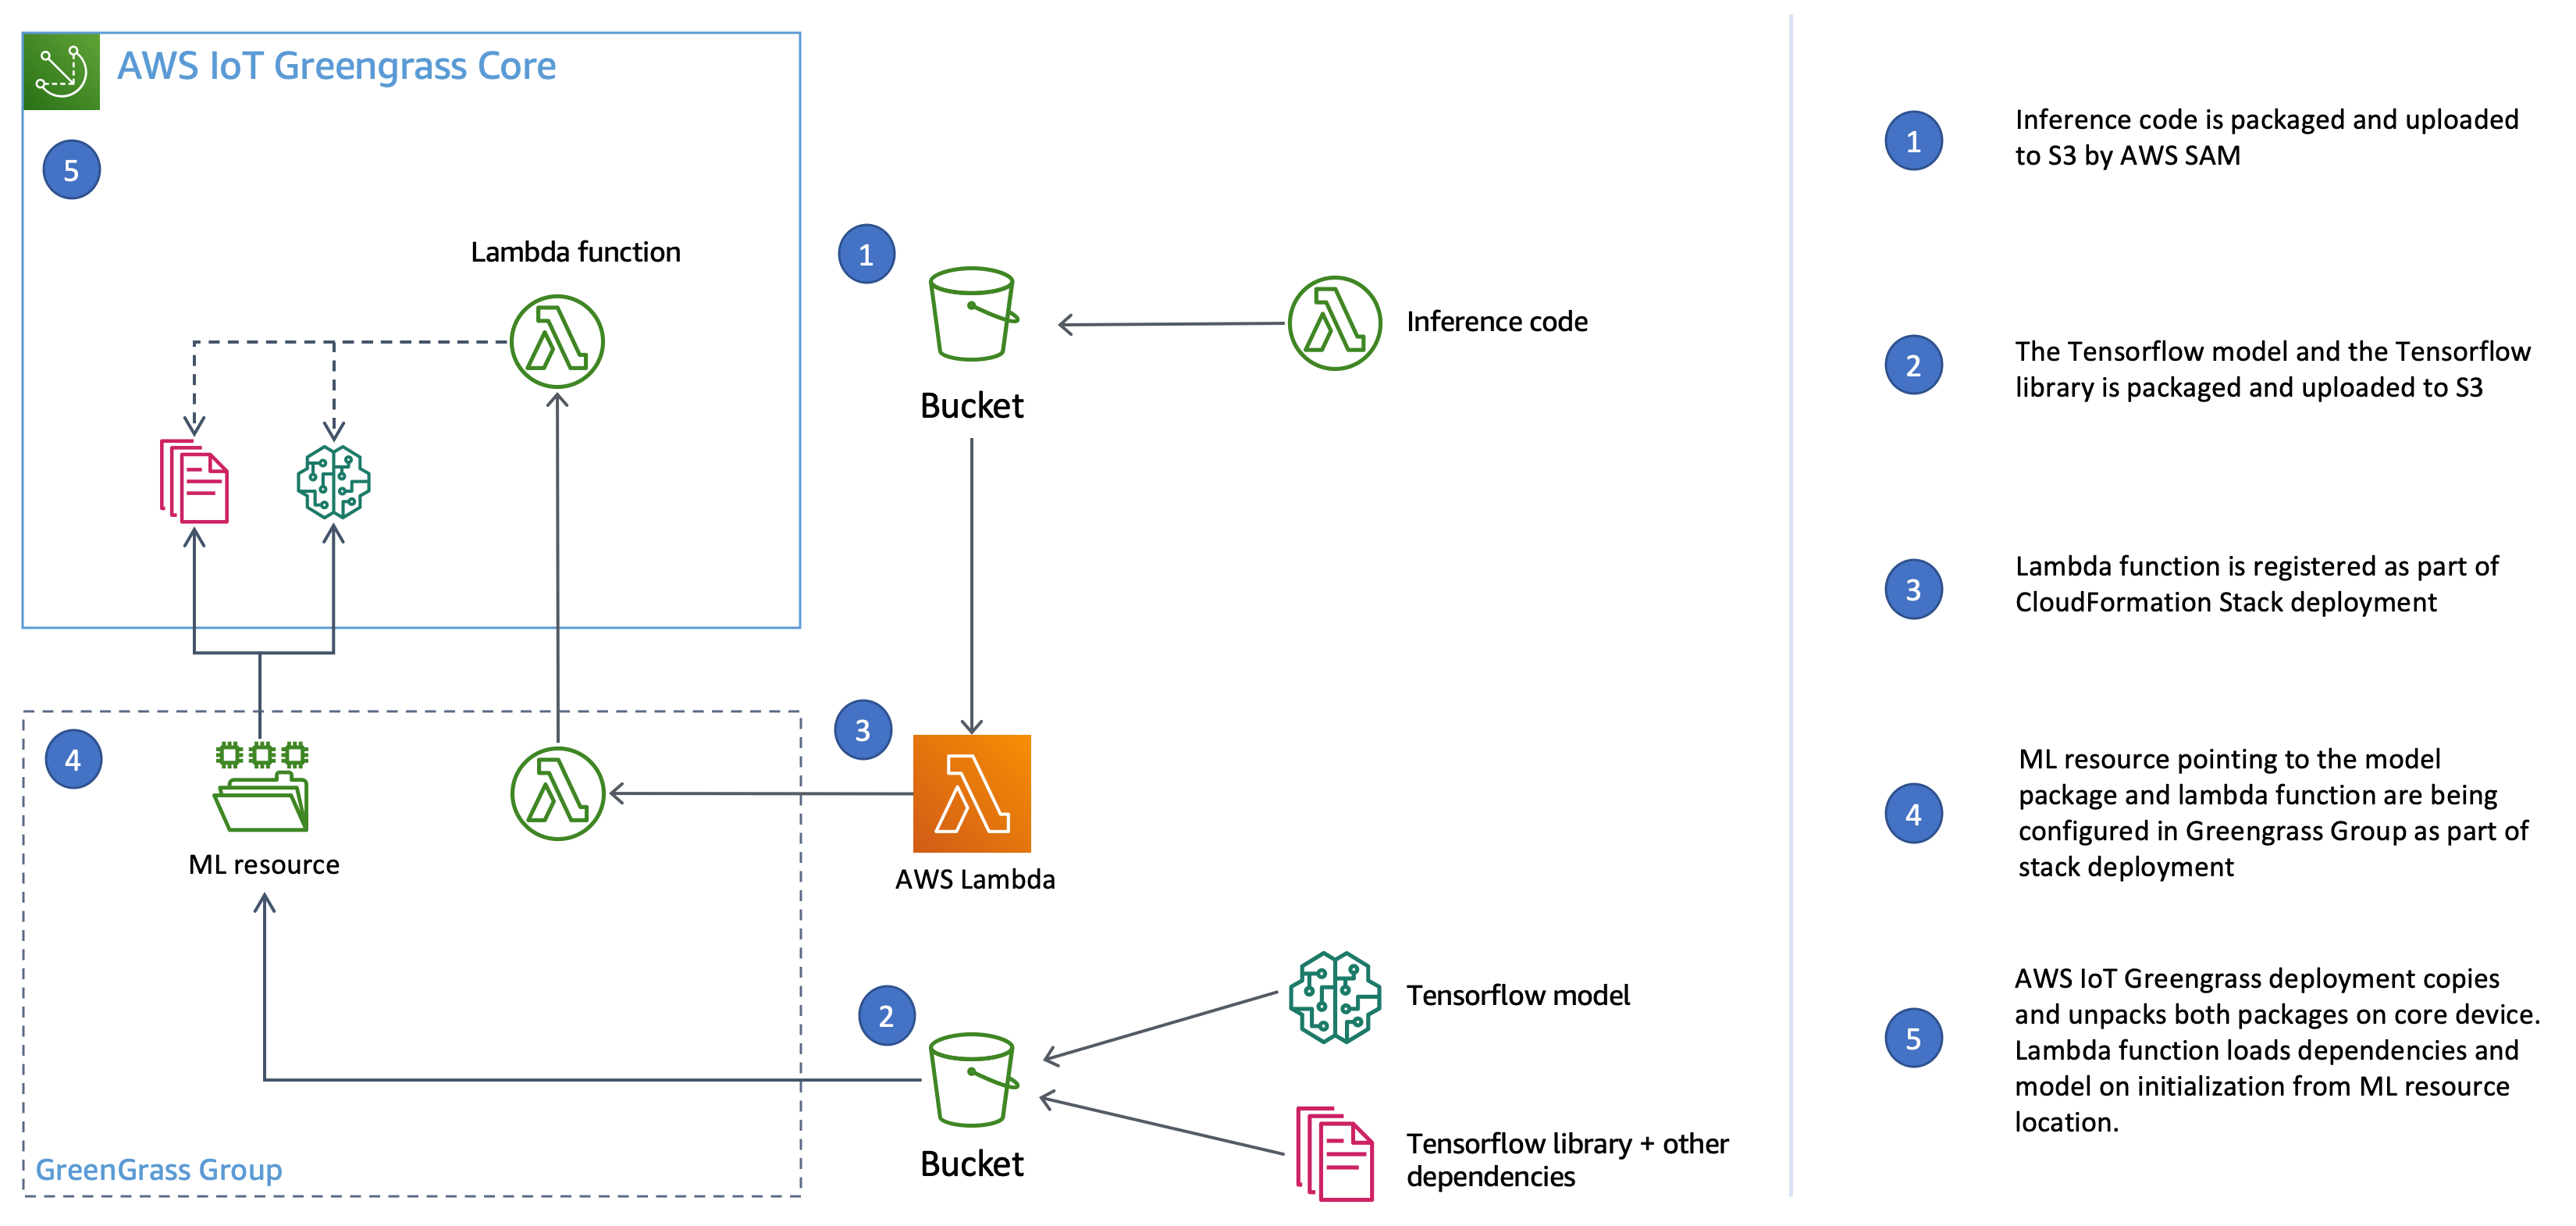 AWS IoT Greengrass Core
5
Lambda function
1
Bucket
Inference code
4
ML resource
3
AWS Lambda
2
Bucket
Tensorflow model
Tensorflow library + other
dependencies
GreenGrass Group
1
Inference code is packaged and uploaded
to S3 by AWS SAM
2
The Tensorflow model and the Tensorflow
library is packaged and uploaded to S3
3
Lambda function is registered as part of
CloudFormation Stack deployment
4
ML resource pointing to the model
package and lambda function are being
configured in Greengrass Group as part of
stack deployment
5
AWS IoT Greengrass deployment copies
and unpacks both packages on core device.
Lambda function loads dependencies and
model on initialization from ML resource
location.